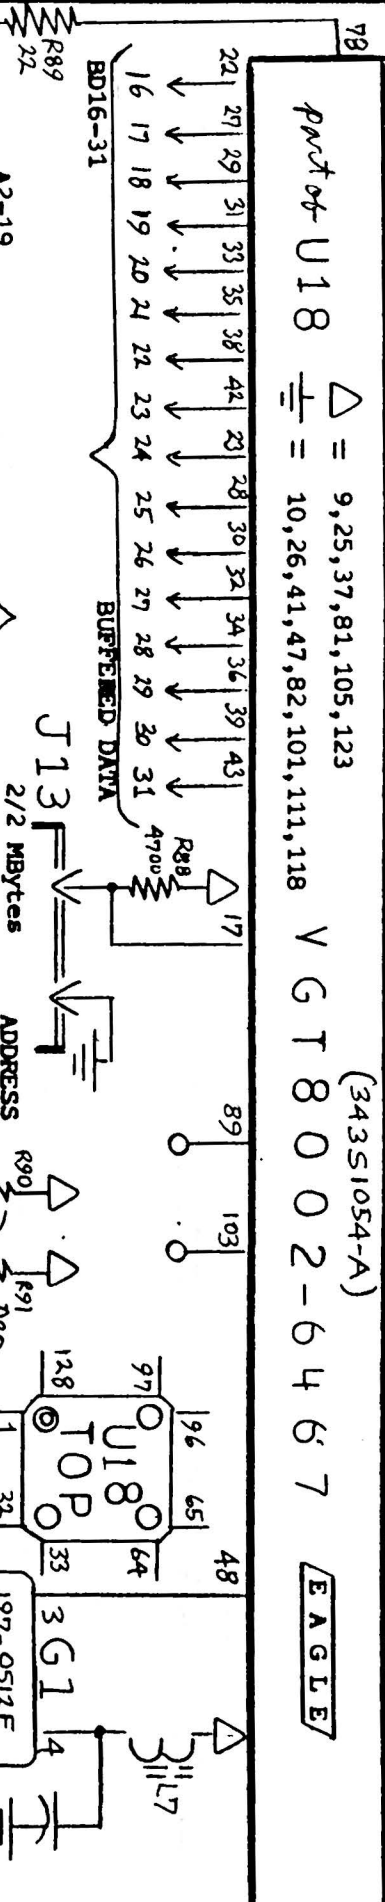 78
R89
22
part of U18
△ = 9,25,37,81,105,123
⏚ = 10,26,41,47,82,101,111,118
VGT8002-6467
(343S1054-A)
EAGLE
22 27 29 31 33 35 38 42 23 28 30 32 34 36 39 43
17
89
103
48
16 17 18 19 20 21 22 23 24 25 26 27 28 29 30 31
BD16-31
BUFFERED DATA
A2-19
R88
4700
J13
2/2 MBytes
ADDRESS
R90
R91
97
96
128
U18
TOP
65
64
1
32
33
3
G1
4
197-0512F
L7